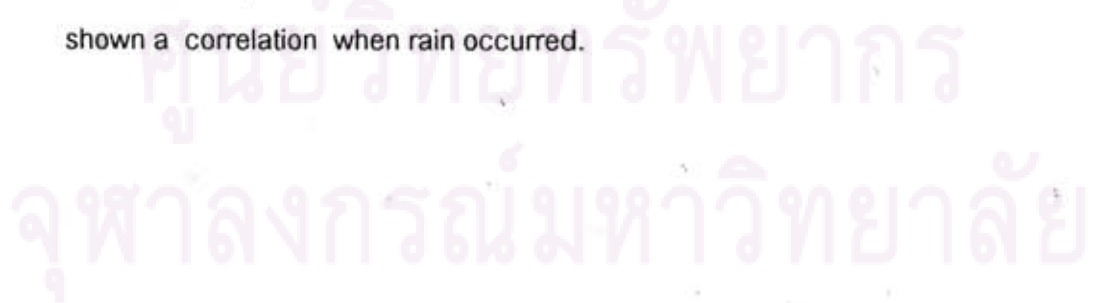 shown a correlation when rain occurred.
ศูนย์วิทยทรัพยากร
จุฬาลงกรณ์มหาวิทยาลัย